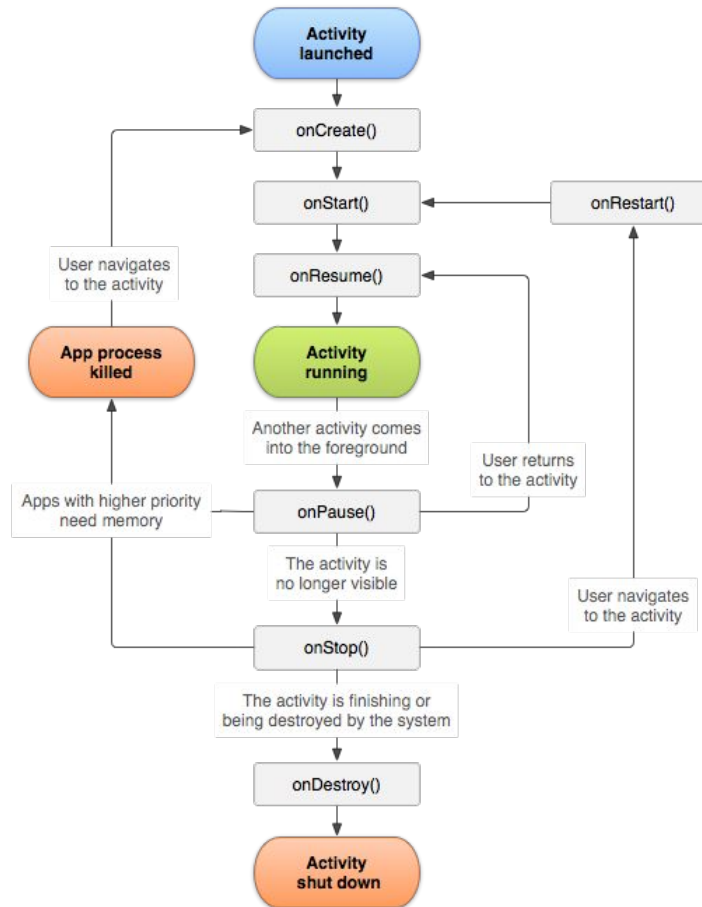 Activity
launched
onCreate()
onStart()
onRestart()
User navigates
to the activity
onResume()
App process
killed
Activity
running
Another activity comes
into the foreground
User returns
to the activity
Apps with higher priority
need memory
onPause()
The activity is
no longer visible
User navigates
to the activity
onStop()
The activity is finishing or
being destroyed by the system
onDestroy()
Activity
shut down